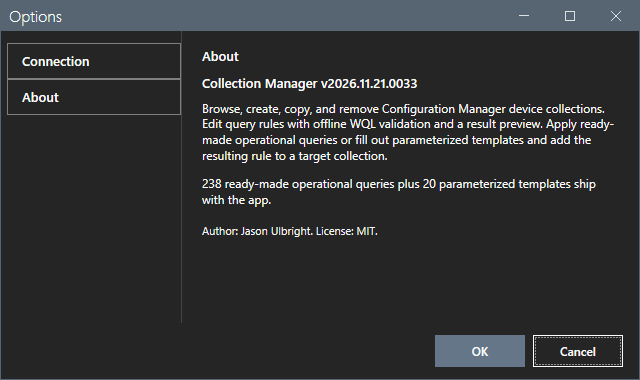 Options
Connection
About
About
Collection Manager v2026.11.21.0033
Browse, create, copy, and remove Configuration Manager device collections.
Edit query rules with offline WQL validation and a result preview. Apply ready-
made operational queries or fill out parameterized templates and add the
resulting rule to a target collection.
238 ready-made operational queries plus 20 parameterized templates ship
with the app.
Author: Jason Ulbright. License: MIT.
OK
Cancel